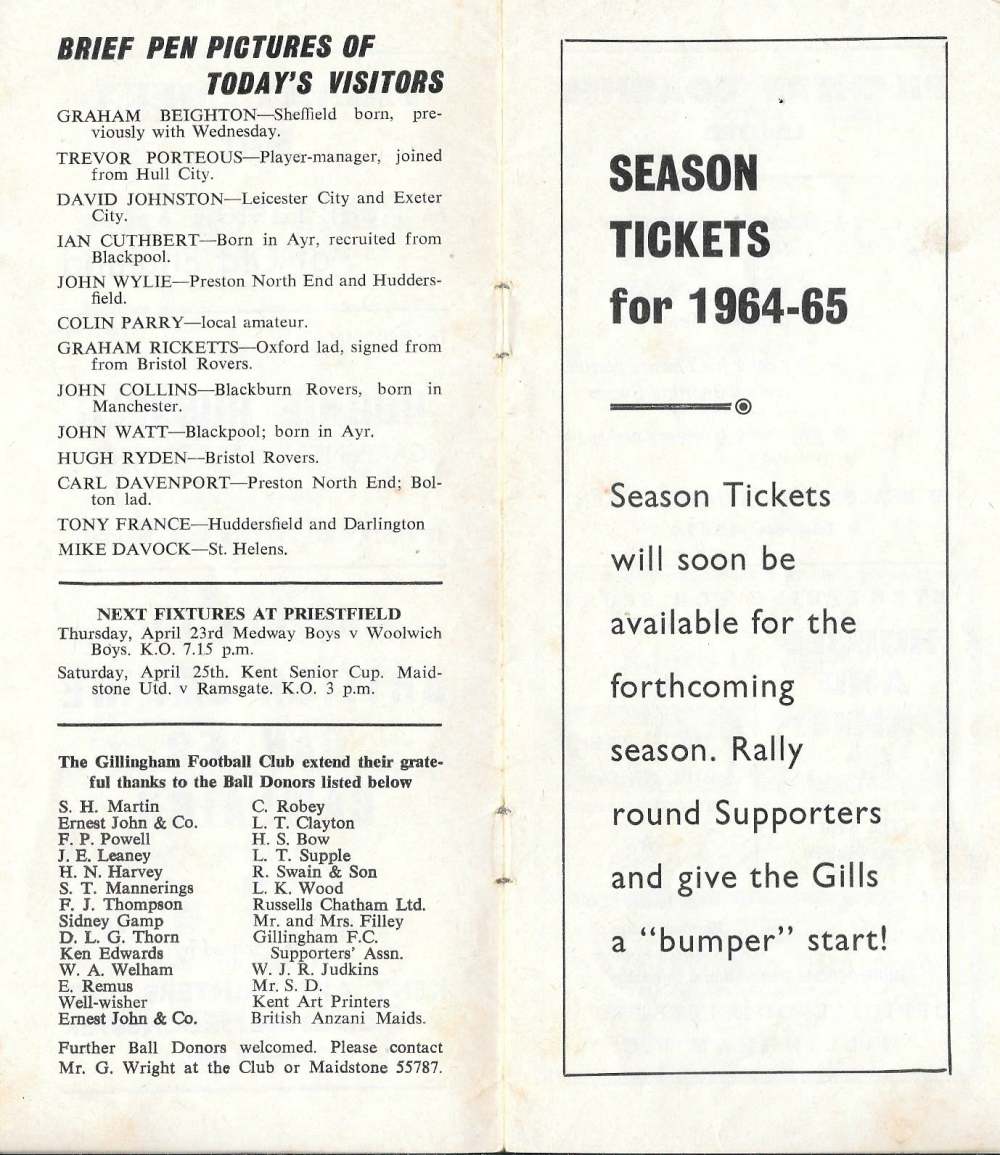 BRIEF PEN PICTURES OF
TODAY'S VISITORS
GRAHAM BEIGHTON—Sheffield born, pre-
viously with Wednesday.
TREVOR PORTEOUS—Player-manager, joined
from Hull City.
DAVID JOHNSTON—Leicester City and Exeter
City.
IAN CUTHBERT—Born in Ayr, recruited from
Blackpool.
JOHN WYLIE—Preston North End and Hudders-
field.
COLIN PARRY—local amateur.
GRAHAM RICKETTS—Oxford lad, signed from
from Bristol Rovers.
JOHN COLLINS—Blackburn Rovers, born in
Manchester.
JOHN WATT—Blackpool; born in Ayr.
HUGH RYDEN—Bristol Rovers.
CARL DAVENPORT—Preston North End; Bol-
ton lad.
TONY FRANCE—Huddersfield and Darlington
MIKE DAVOCK—St. Helens.
NEXT FIXTURES AT PRIESTFIELD
Thursday, April 23rd Medway Boys v Woolwich
Boys. K.O. 7.15 p.m.
Saturday, April 25th. Kent Senior Cup. Maid-
stone Utd. v Ramsgate. K.O. 3 p.m.
The Gillingham Football Club extend their grate-
ful thanks to the Ball Donors listed below
S. H. Martin
Ernest John & Co.
F. P. Powell
J. E. Leaney
H. N. Harvey
S. T. Mannerings
F. J. Thompson
Sidney Gamp
D. L. G. Thorn
Ken Edwards
W. A. Welham
E. Remus
Well-wisher
Ernest John & Co.
C. Robey
L. T. Clayton
H. S. Bow
L. T. Supple
R. Swain & Son
L. K. Wood
Russells Chatham Ltd.
Mr. and Mrs. Filley
Gillingham F.C.
Supporters' Assn.
W. J. R. Judkins
Mr. S. D.
Kent Art Printers
British Anzani Maids.
Further Ball Donors welcomed. Please contact
Mr. G. Wright at the Club or Maidstone 55787.
SEASON
TICKETS
for 1964-65
Season Tickets
will soon be
available for the
forthcoming
season. Rally
round Supporters
and give the Gills
a "bumper" start!